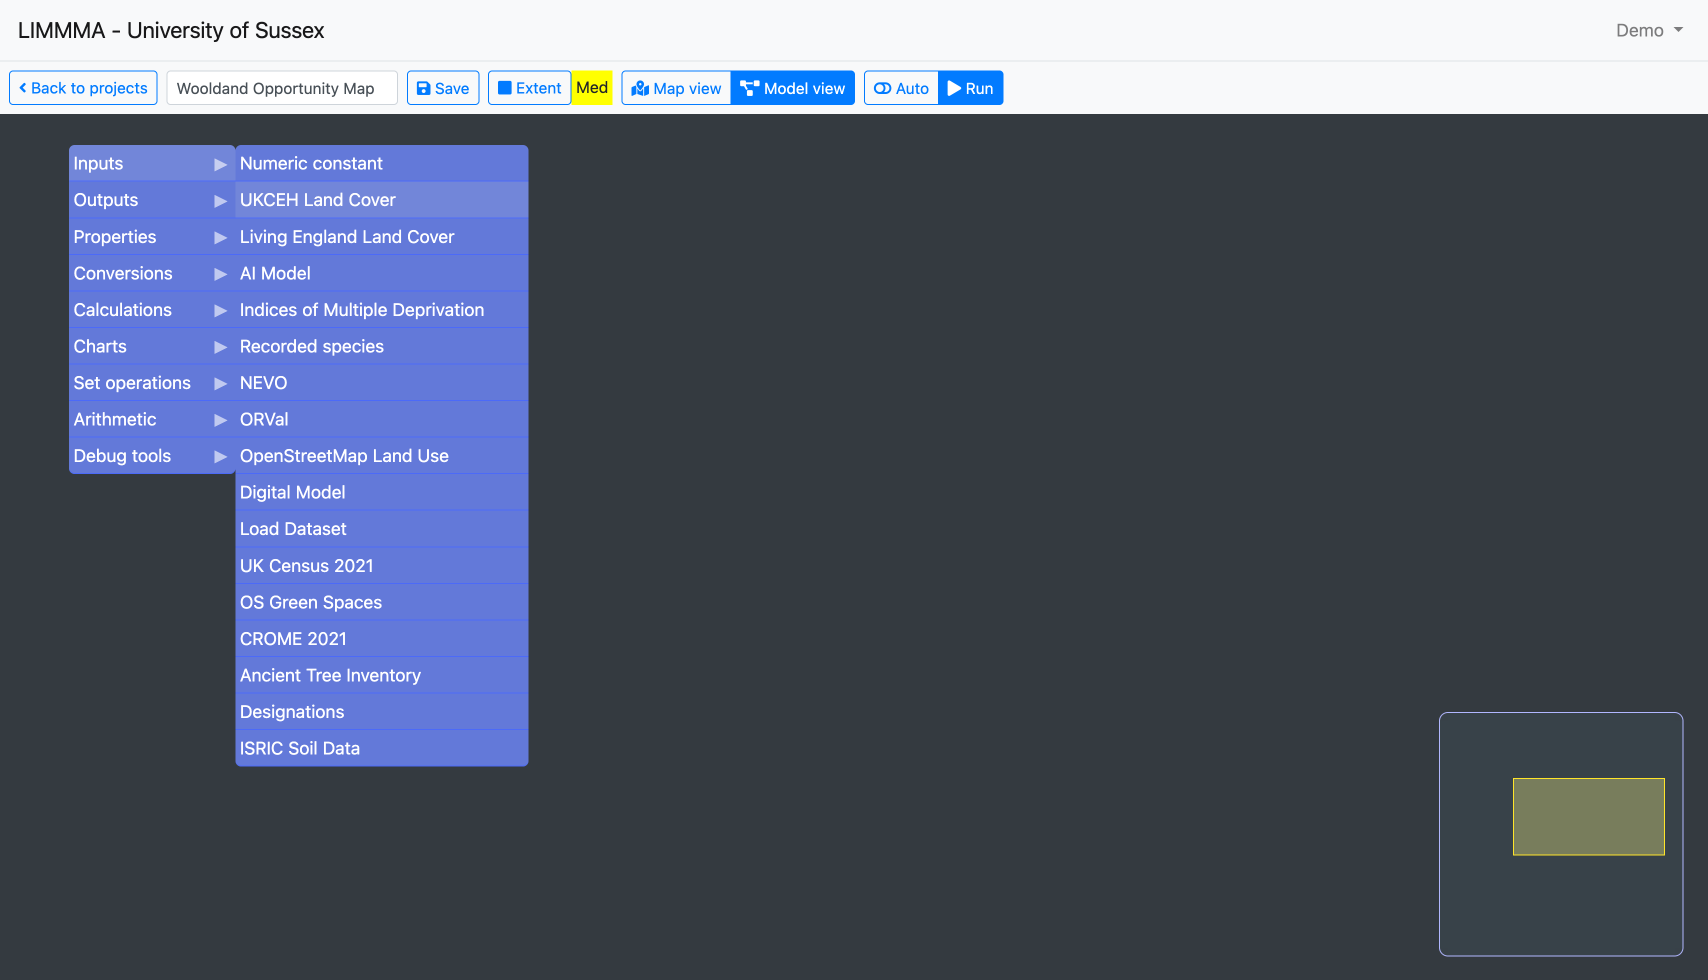 LIMMMA - University of Sussex
Demo
Back to projects
Wooldand Opportunity Map
Save
Extent
Med
Map view
Model view
Auto
Run
Inputs
Outputs
Properties
Conversions
Calculations
Charts
Set operations
Arithmetic
Debug tools
Numeric constant
UKCEH Land Cover
Living England Land Cover
AI Model
Indices of Multiple Deprivation
Recorded species
NEVO
ORVal
OpenStreetMap Land Use
Digital Model
Load Dataset
UK Census 2021
OS Green Spaces
CROME 2021
Ancient Tree Inventory
Designations
ISRIC Soil Data